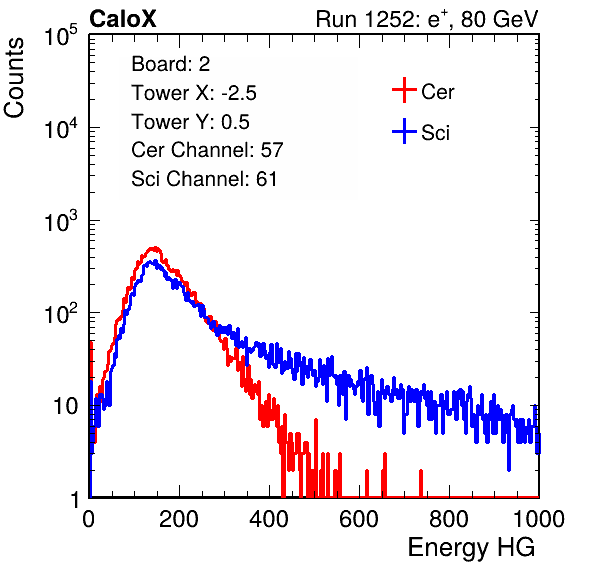 CaloX Run 1252: e⁺, 80 GeV
Counts
Board: 2
Tower X: -2.5
Tower Y: 0.5
Cer Channel: 57
Sci Channel: 61
Cer
Sci
10⁵
10⁴
10³
10²
10
1
0 200 400 600 800 1000
Energy HG